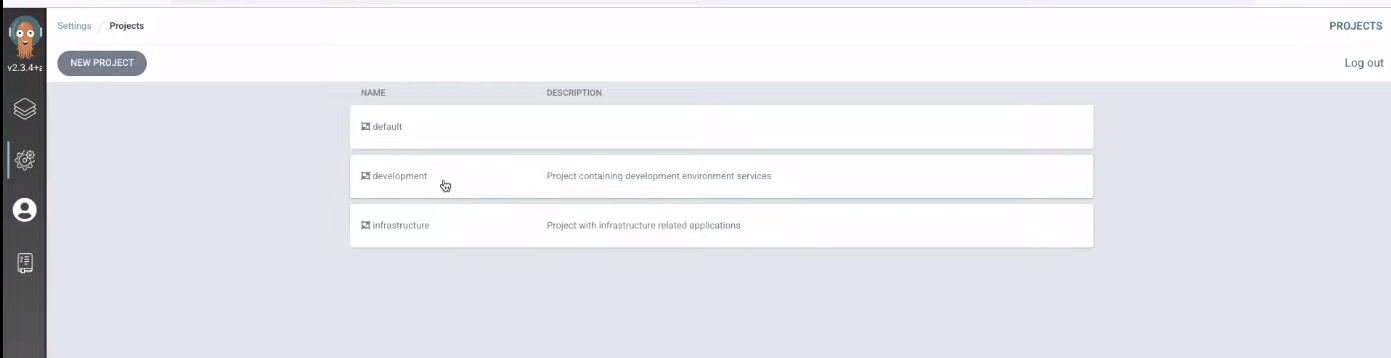 Settings / Projects
PROJECTS
v2.3.4+a
NEW PROJECT
Log out
NAME DESCRIPTION
default
development Project containing development environment services
infrastructure Project with infrastructure related applications